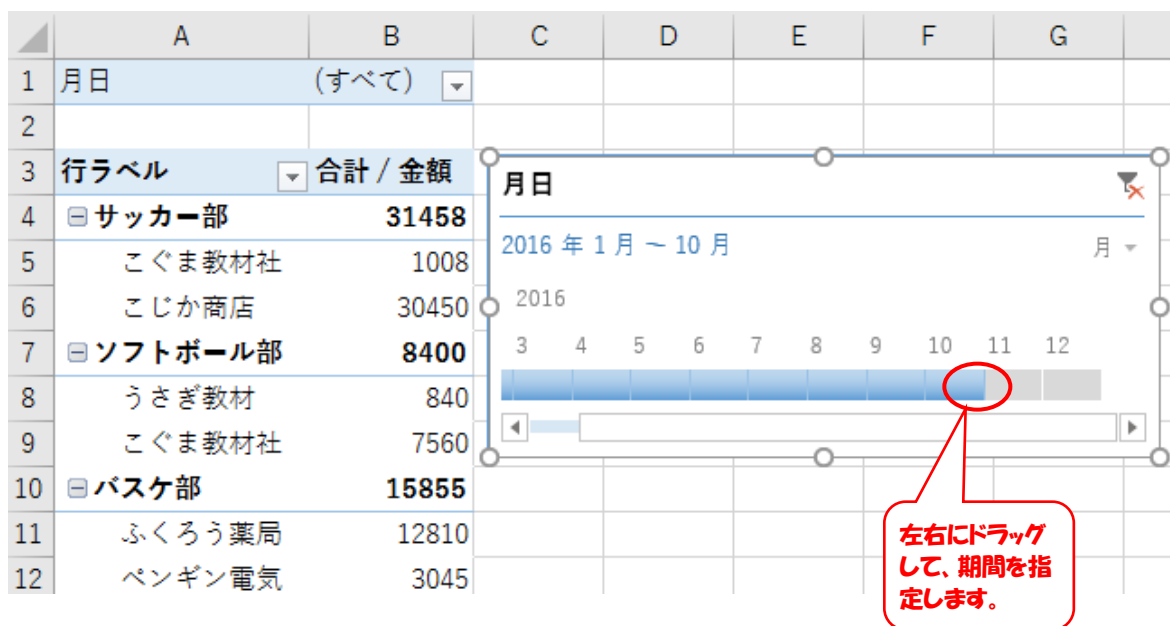 A B C D E F G
1 月日 (すべて)
2
3 行ラベル 合計 / 金額
4 サッカー部 31458
5 こぐま教材社 1008
6 こじか商店 30450
7 ソフトボール部 8400
8 うさぎ教材 840
9 こぐま教材社 7560
10 バスケ部 15855
11 ふくろう薬局 12810
12 ペンギン電気 3045
月日
2016 年 1 月 ～ 10 月 月
2016
3 4 5 6 7 8 9 10 11 12
左右にドラッグ
して、期間を指
定します。